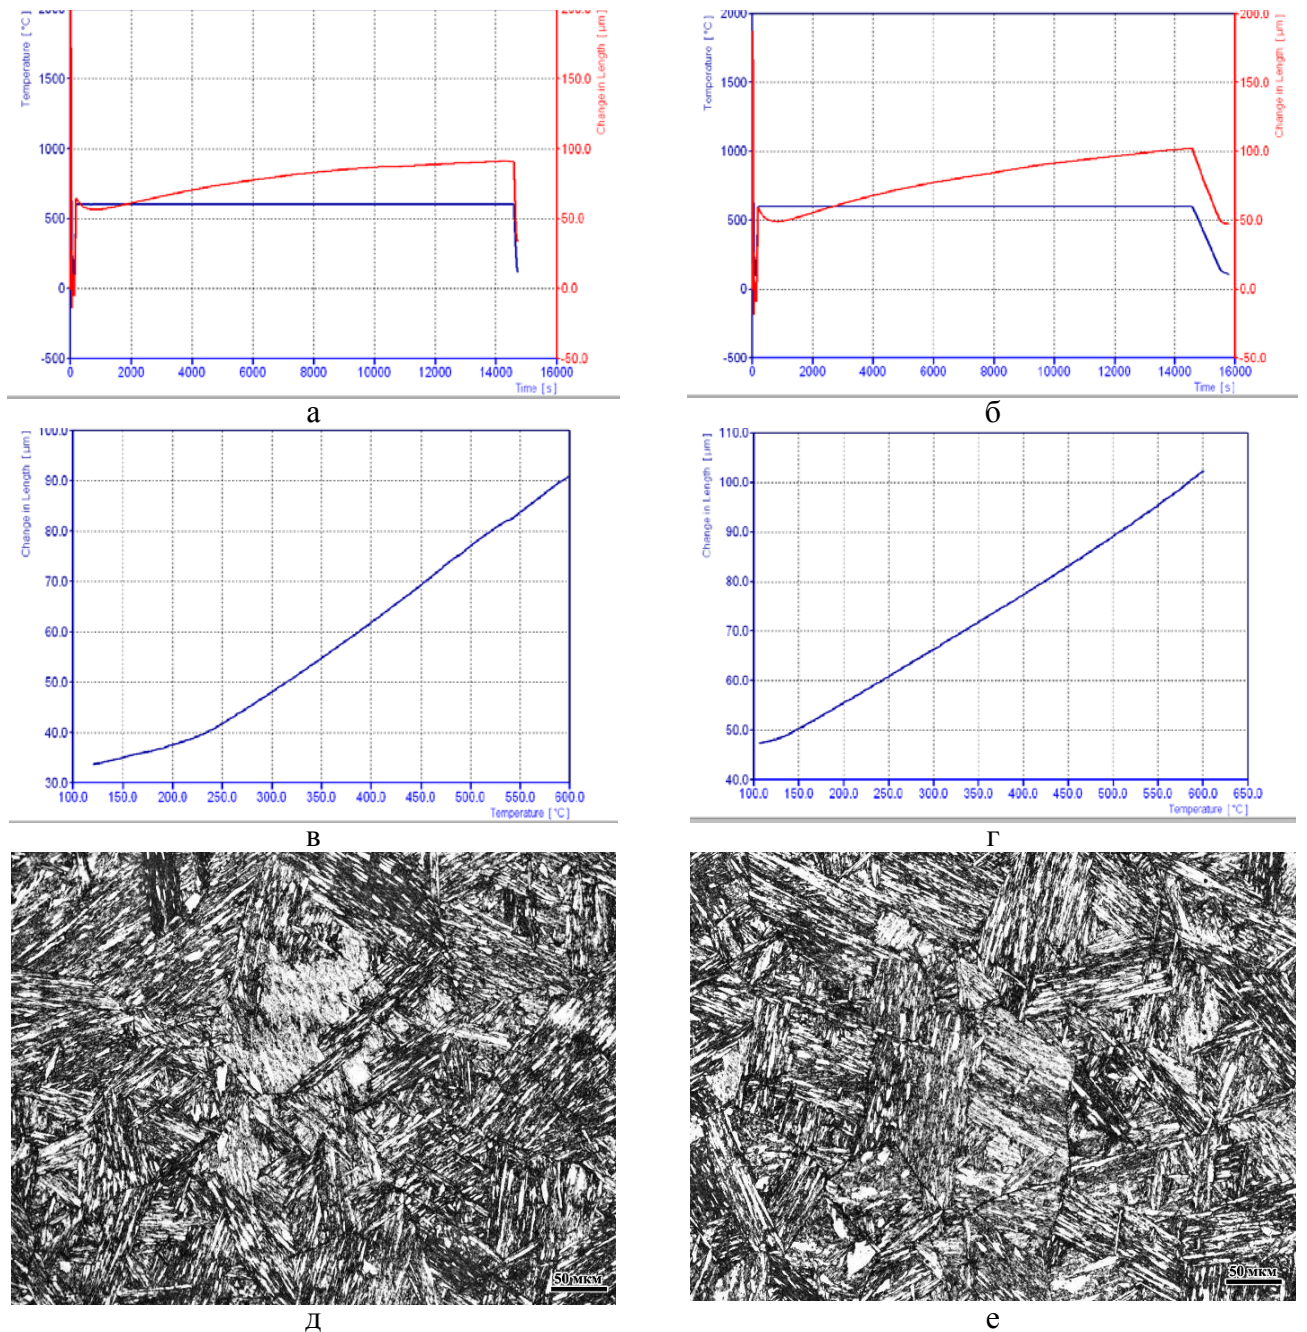 Temperature [ °C]
Change in Length [ µm]
200.0
1500
150.0
1000
100.0
500
50.0
0
0.0
-500
-50.0
0 2000 4000 6000 8000 10000 12000 14000 16000
Time [ s]
а
Temperature [ °C]
Change in Length [ µm]
2000
200.0
1500
150.0
1000
100.0
500
50.0
0
0.0
-500
-50.0
0 2000 4000 6000 8000 10000 12000 14000 16000
Time [ s]
б
Change in Length [ µm]
100.0
90.0
80.0
70.0
60.0
50.0
40.0
30.0
100.0 150.0 200.0 250.0 300.0 350.0 400.0 450.0 500.0 550.0 600.0
Temperature [ °C]
в
Change in Length [ µm]
110.0
100.0
90.0
80.0
70.0
60.0
50.0
40.0
100.0 150.0 200.0 250.0 300.0 350.0 400.0 450.0 500.0 550.0 600.0 650.0
Temperature [ °C]
г
50 мкм
д
50 мкм
е